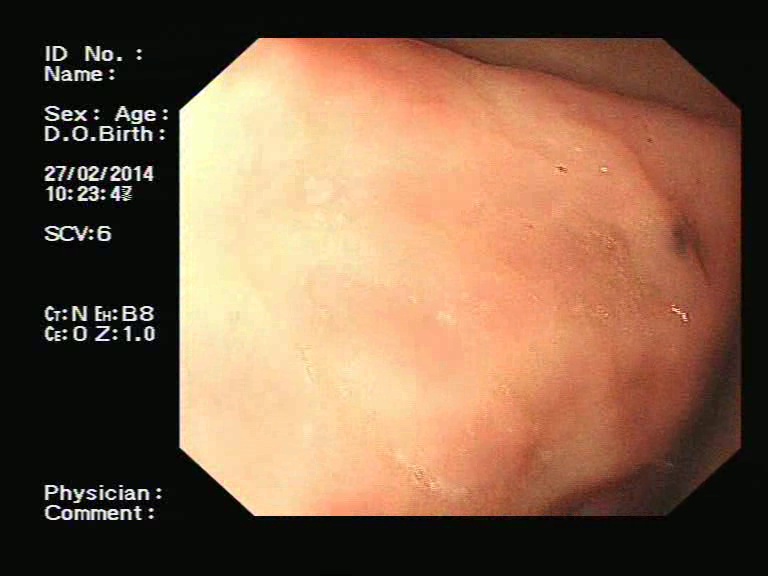 ID No. :
Name:
Sex: Age:
D.O.Birth:
27/02/2014
SCV:6
CT:N EH:B8
CE:0 Z:1.0
Physician:
Comment: